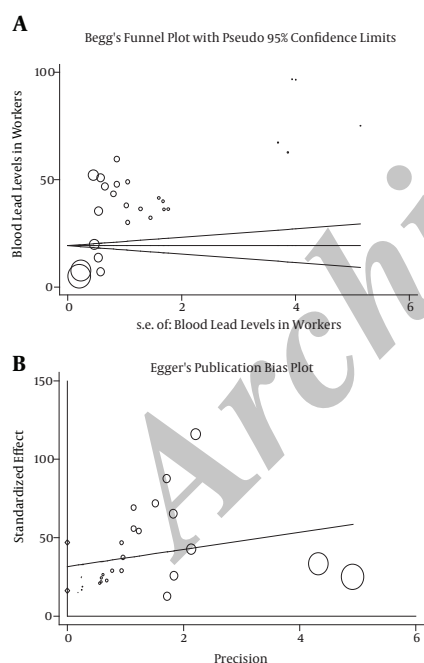 A
Begg's Funnel Plot with Pseudo 95% Confidence Limits
Blood Lead Levels in Workers
100
50
0
0 2 4 6
s.e. of: Blood Lead Levels in Workers
B
Egger's Publication Bias Plot
Standardized Effect
150
100
50
0
0 2 4 6
Precision
Archi